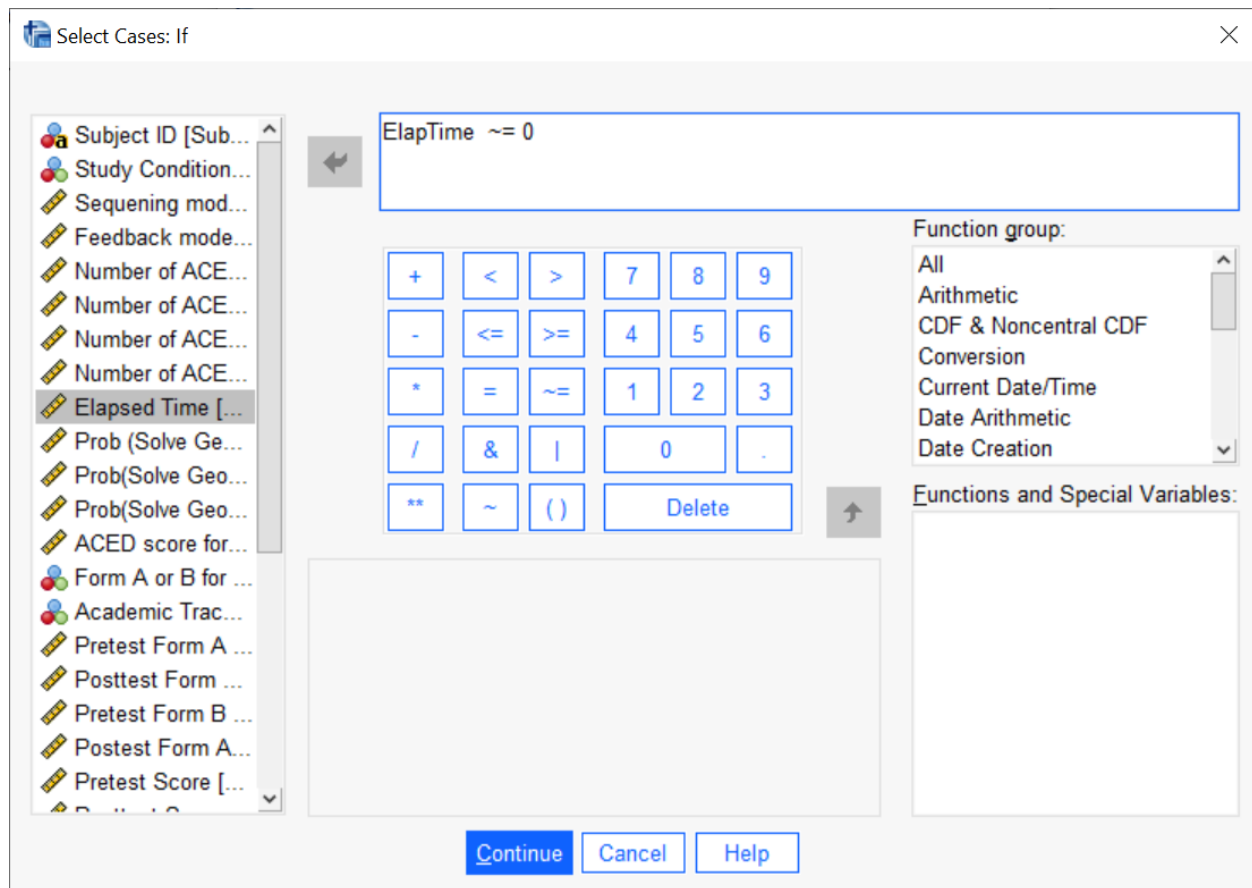 Select Cases: If
Subject ID [Sub...
Study Condition...
Sequening mod...
Feedback mode...
Number of ACE...
Number of ACE...
Number of ACE...
Number of ACE...
Elapsed Time [...
Prob (Solve Ge...
Prob(Solve Geo...
Prob(Solve Geo...
ACED score for...
Form A or B for ...
Academic Trac...
Pretest Form A ...
Posttest Form ...
Pretest Form B ...
Postest Form A...
Pretest Score [...
ElapTime ~= 0
+ < > 7 8 9
- <= >= 4 5 6
* = ~= 1 2 3
/ & | 0 .
** ~ ( ) Delete
Function group:
All
Arithmetic
CDF & Noncentral CDF
Conversion
Current Date/Time
Date Arithmetic
Date Creation
Functions and Special Variables:
Continue Cancel Help